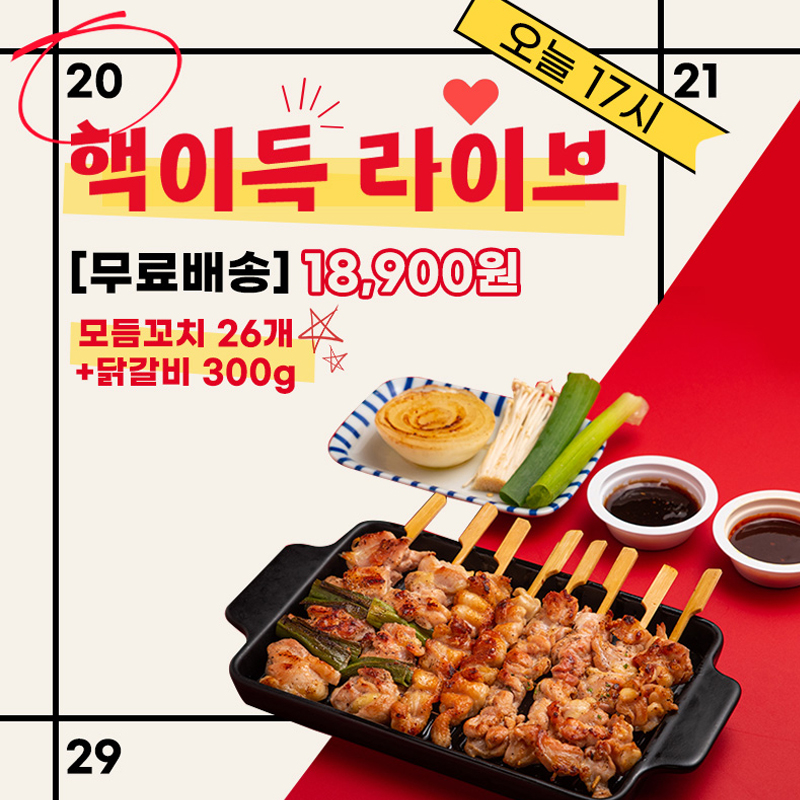 20
21
오늘 17시
핵이득 라이브
[무료배송] 18,900원
모듬꼬치 26개
+닭갈비 300g
29